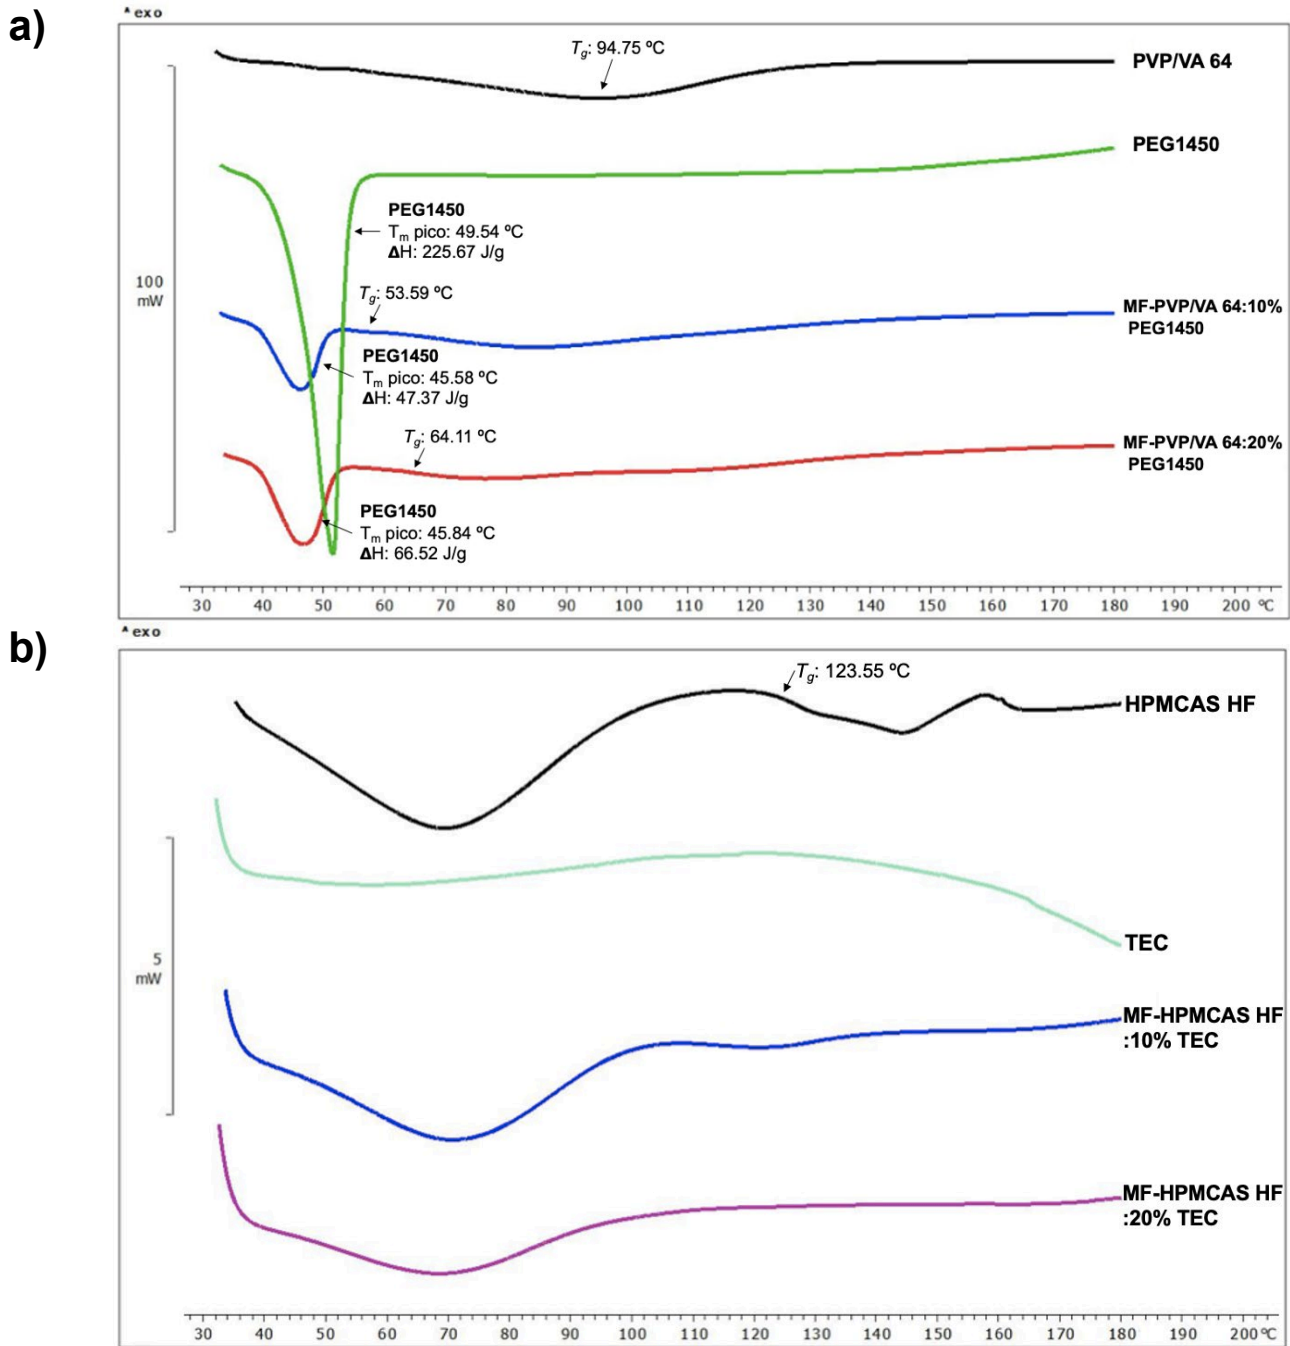 a)
^exo
Tg: 94.75 ºC
PVP/VA 64
PEG1450
PEG1450
Tm pico: 49.54 ºC
ΔH: 225.67 J/g
100
mW
Tg: 53.59 ºC
MF-PVP/VA 64:10%
PEG1450
PEG1450
Tm pico: 45.58 ºC
ΔH: 47.37 J/g
Tg: 64.11 ºC
MF-PVP/VA 64:20%
PEG1450
PEG1450
Tm pico: 45.84 ºC
ΔH: 66.52 J/g
30 40 50 60 70 80 90 100 110 120 130 140 150 160 170 180 190 200 ºC
b)
^exo
Tg: 123.55 ºC
HPMCAS HF
TEC
5
mW
MF-HPMCAS HF
:10% TEC
MF-HPMCAS HF
:20% TEC
30 40 50 60 70 80 90 100 110 120 130 140 150 160 170 180 190 200 ºC